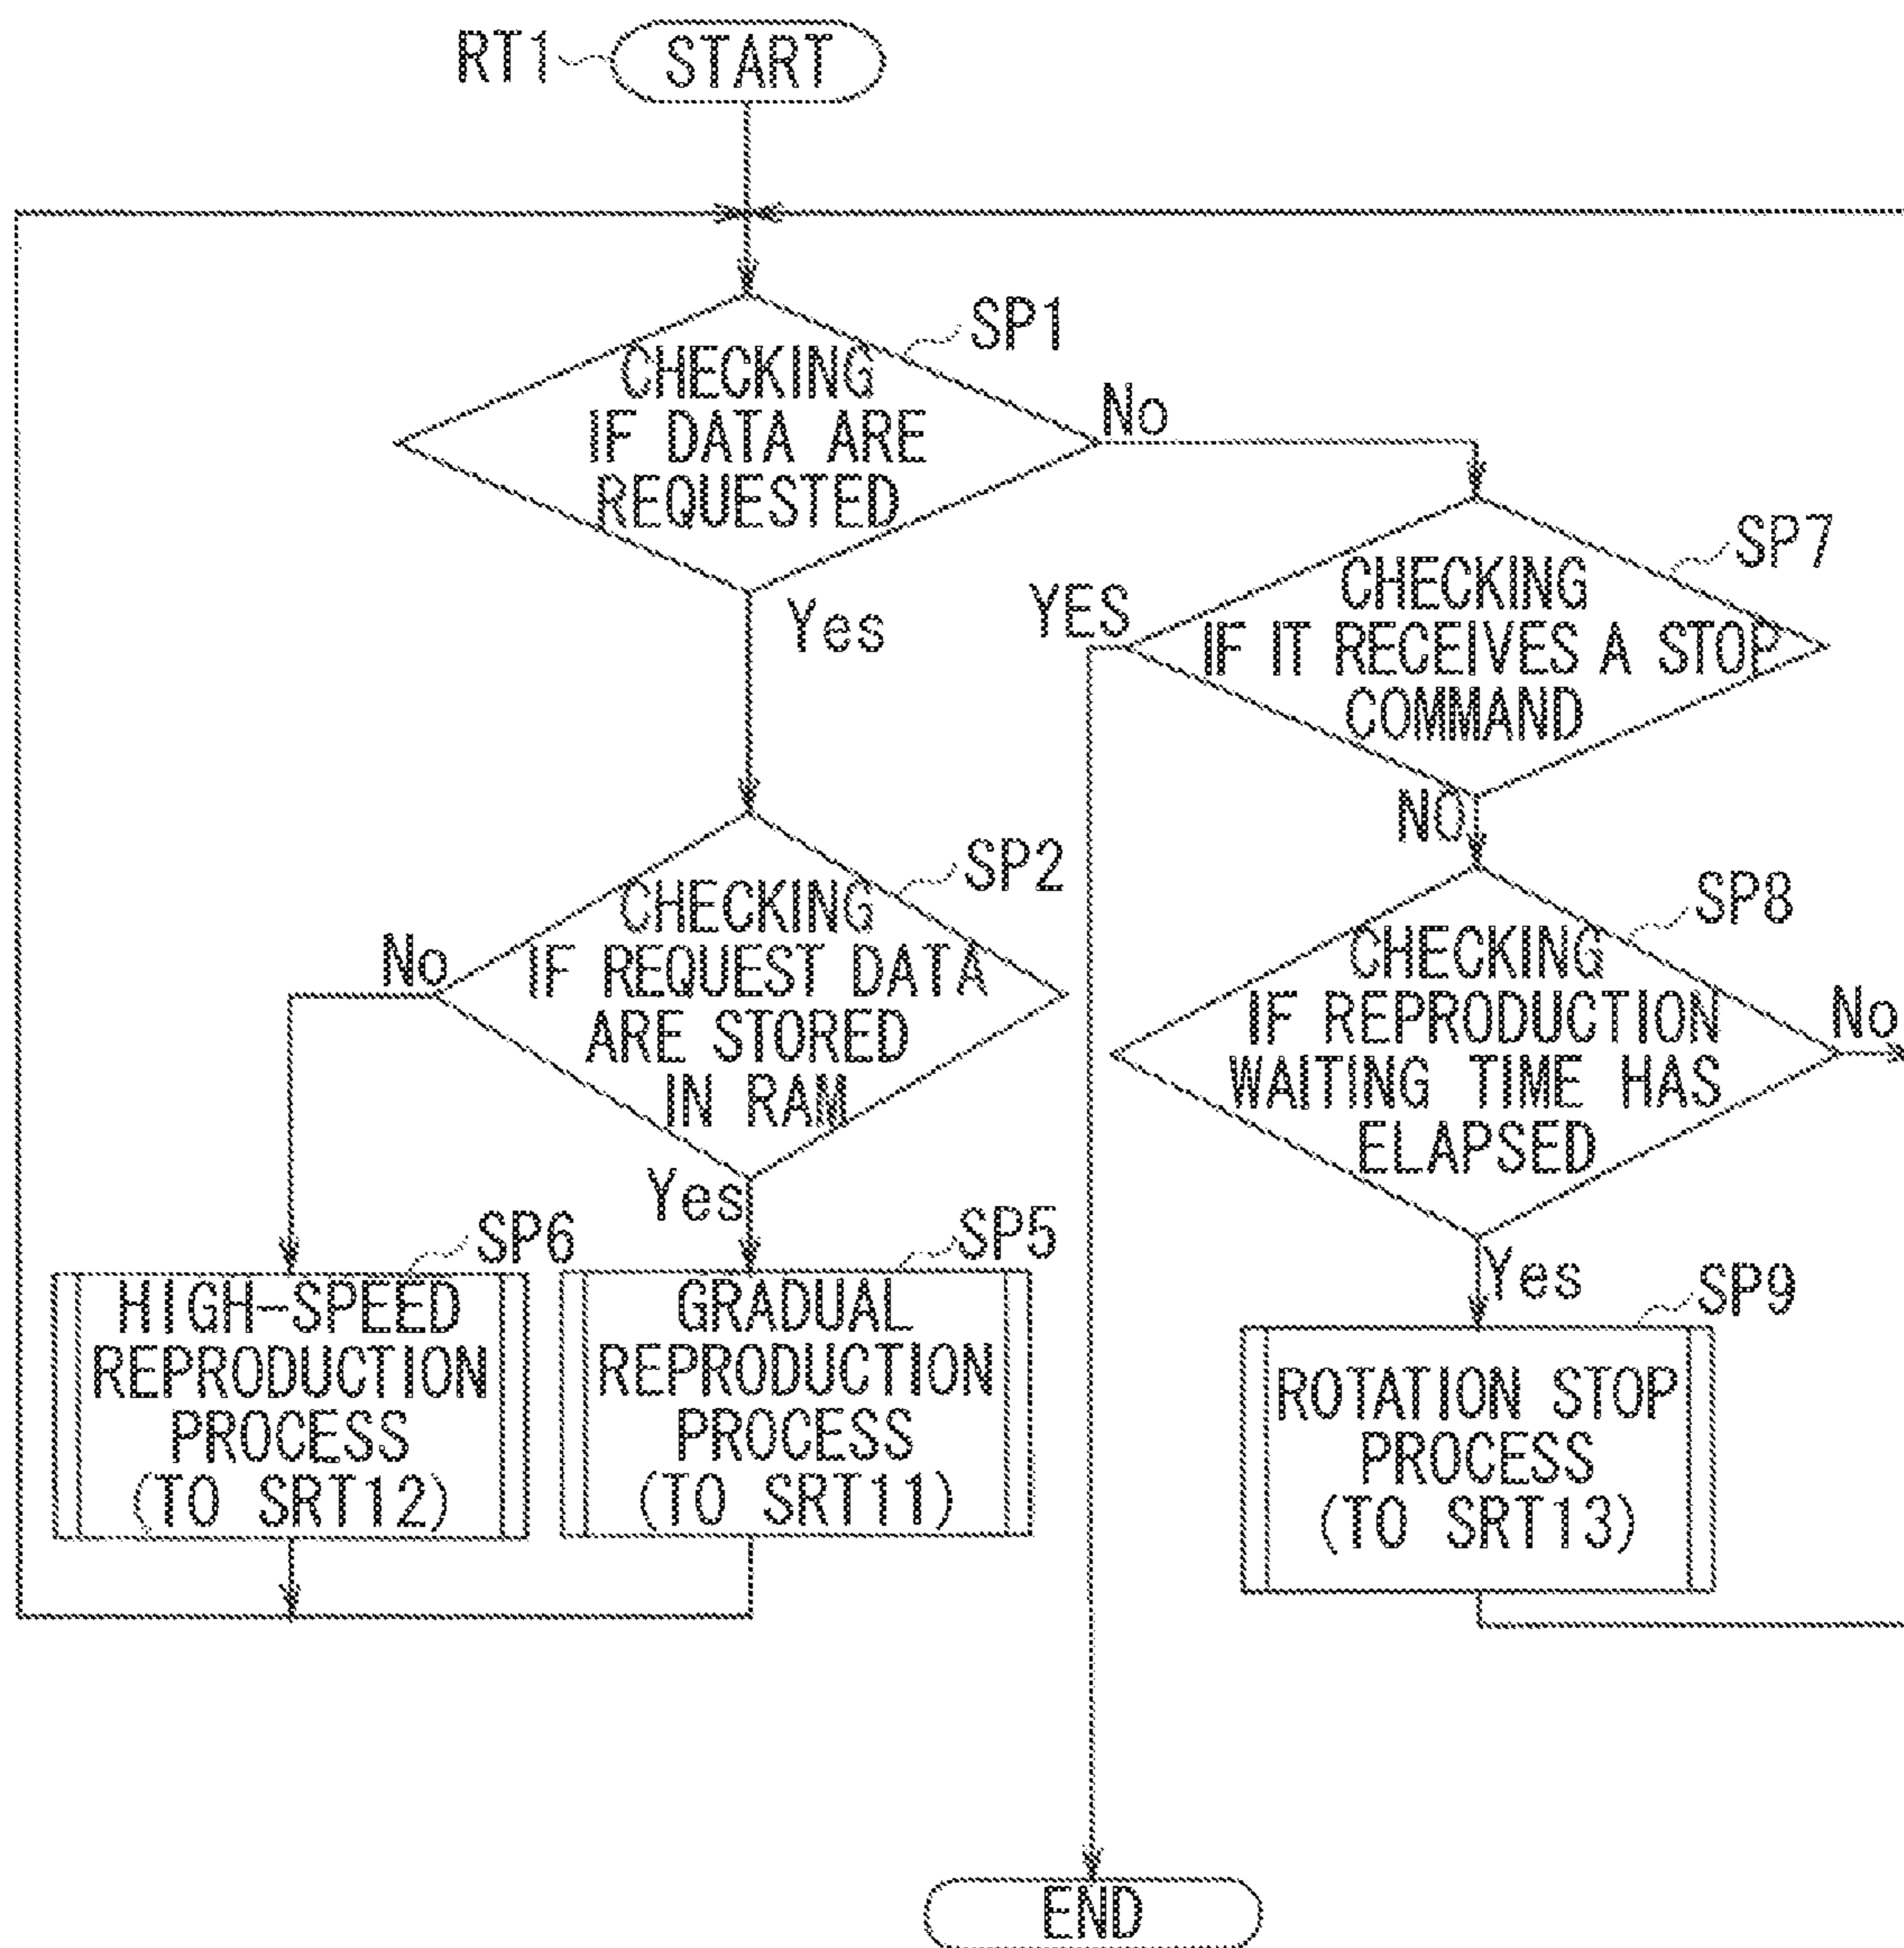 RT1
START
SP1
CHECKING
IF DATA ARE
REQUESTED
No
Yes
SP7
CHECKING
IF IT RECEIVES A STOP
COMMAND
YES
NO
SP2
CHECKING
IF REQUEST DATA
ARE STORED
IN RAM
No
Yes
SP8
CHECKING
IF REPRODUCTION
WAITING TIME HAS
ELAPSED
No
Yes
SP6
HIGH-SPEED
REPRODUCTION
PROCESS
(TO SRT12)
SP5
GRADUAL
REPRODUCTION
PROCESS
(TO SRT11)
SP9
ROTATION STOP
PROCESS
(TO SRT13)
END